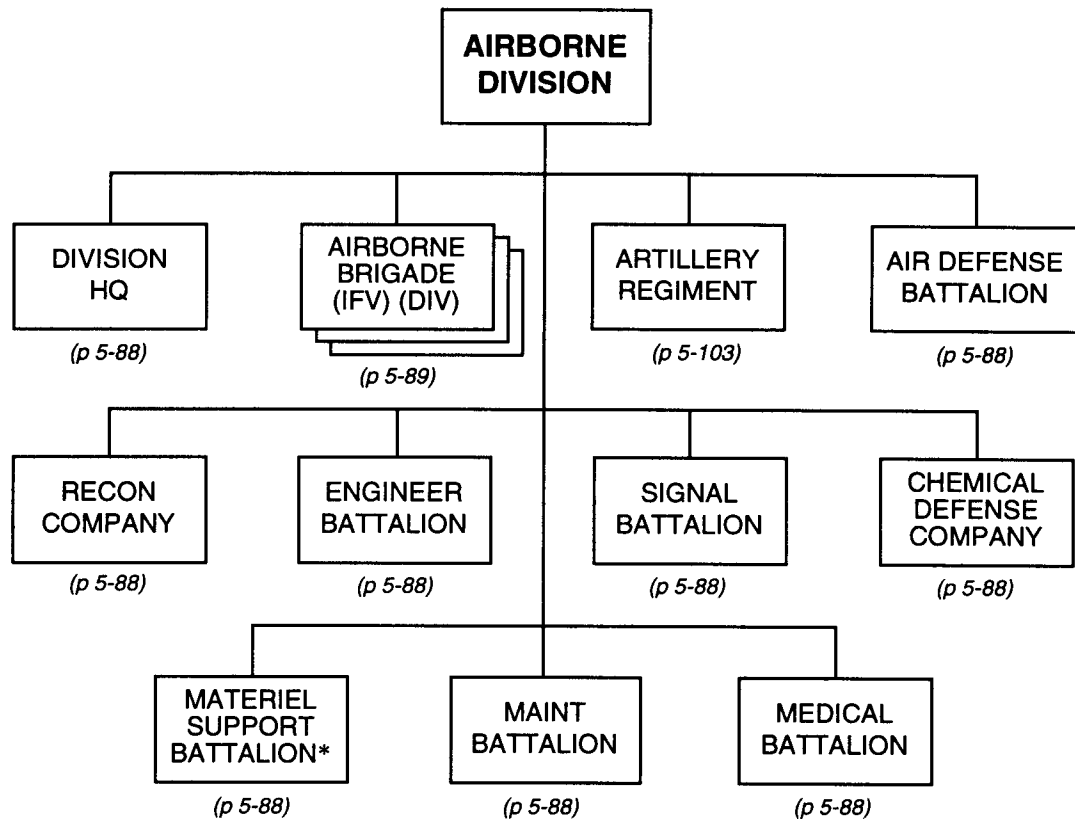 AIRBORNE
DIVISION
DIVISION
HQ
(p 5-88)
AIRBORNE
BRIGADE
(IFV) (DIV)
(p 5-89)
ARTILLERY
REGIMENT
(p 5-103)
AIR DEFENSE
BATTALION
(p 5-88)
RECON
COMPANY
(p 5-88)
ENGINEER
BATTALION
(p 5-88)
SIGNAL
BATTALION
(p 5-88)
CHEMICAL
DEFENSE
COMPANY
(p 5-88)
MATERIEL
SUPPORT
BATTALION*
(p 5-88)
MAINT
BATTALION
(p 5-88)
MEDICAL
BATTALION
(p 5-88)